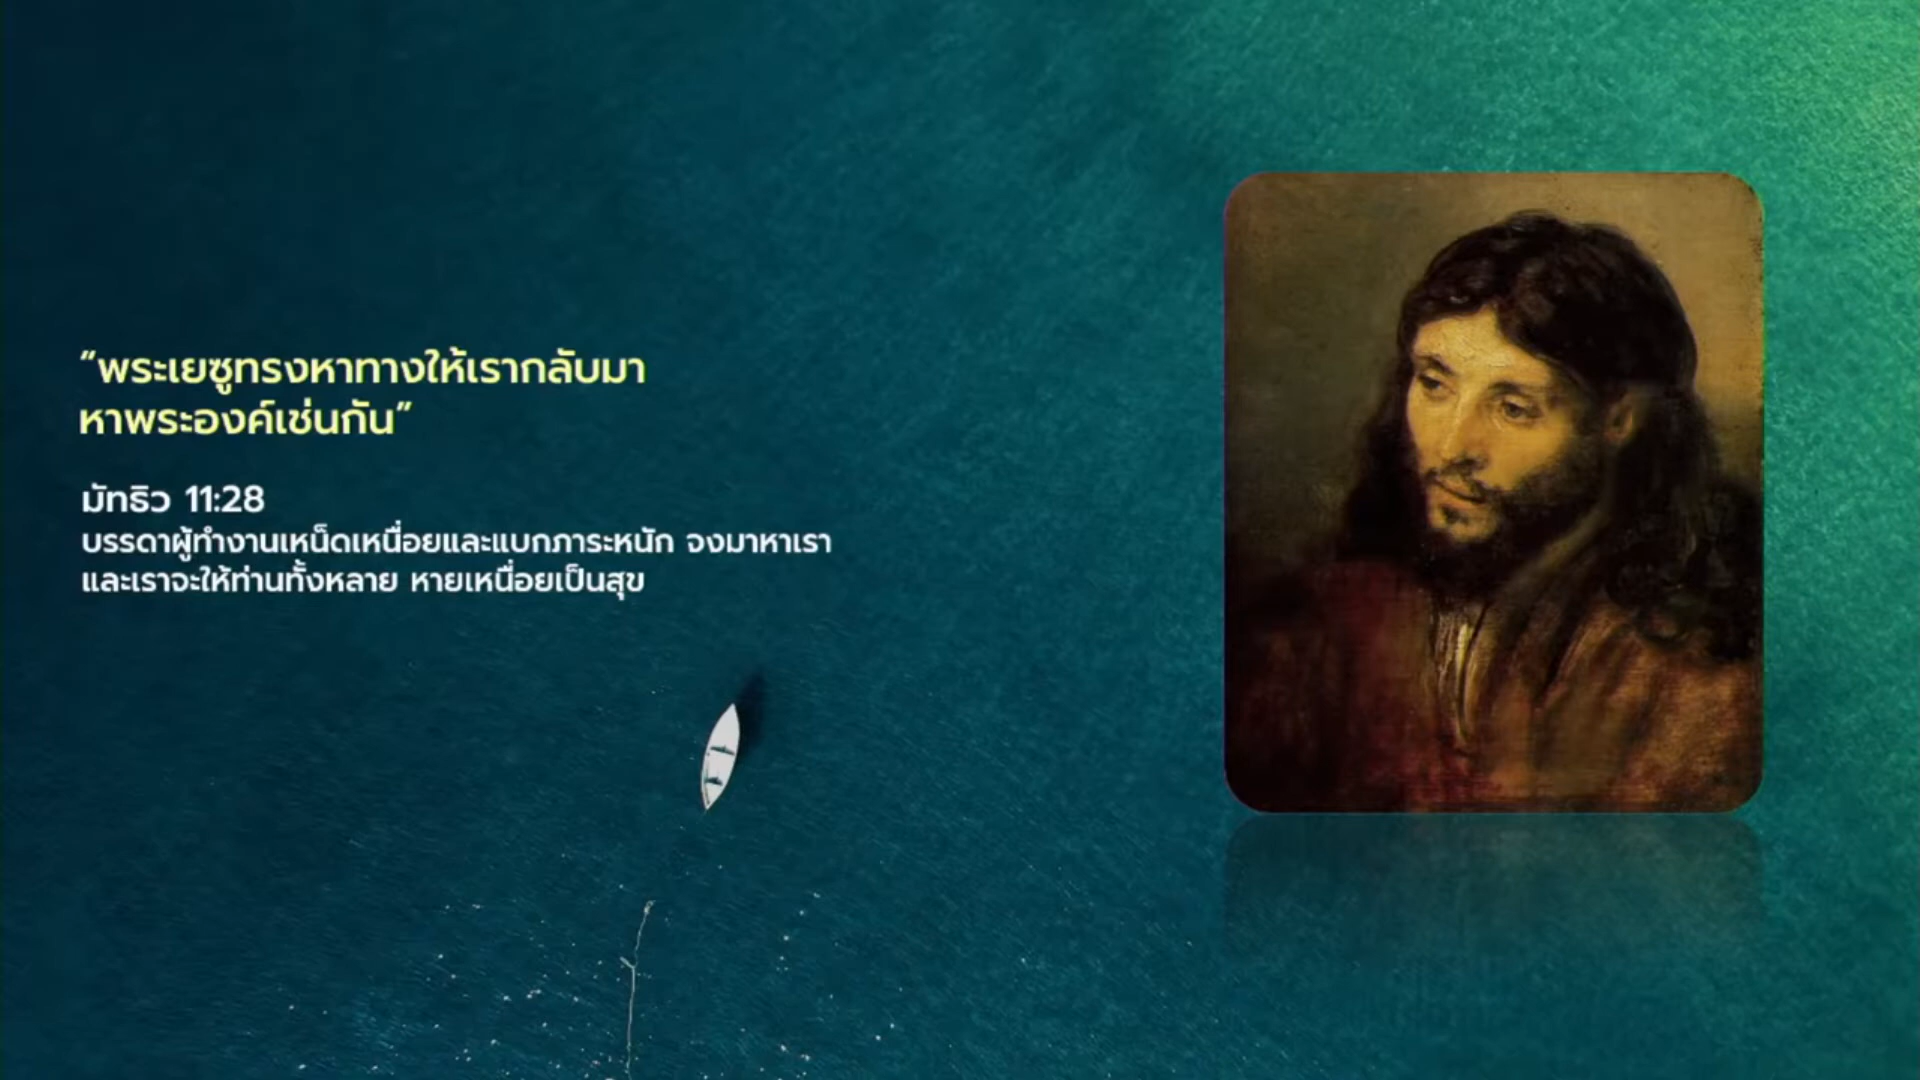 “พระเยซูทรงหาทางให้เรากลับมา
หาพระองค์เช่นกัน”
มัทธิว 11:28
บรรดาผู้ทำงานเหน็ดเหนื่อยและแบกภาระหนัก จงมาหาเรา
และเราจะให้ท่านทั้งหลาย หายเหนื่อยเป็นสุข